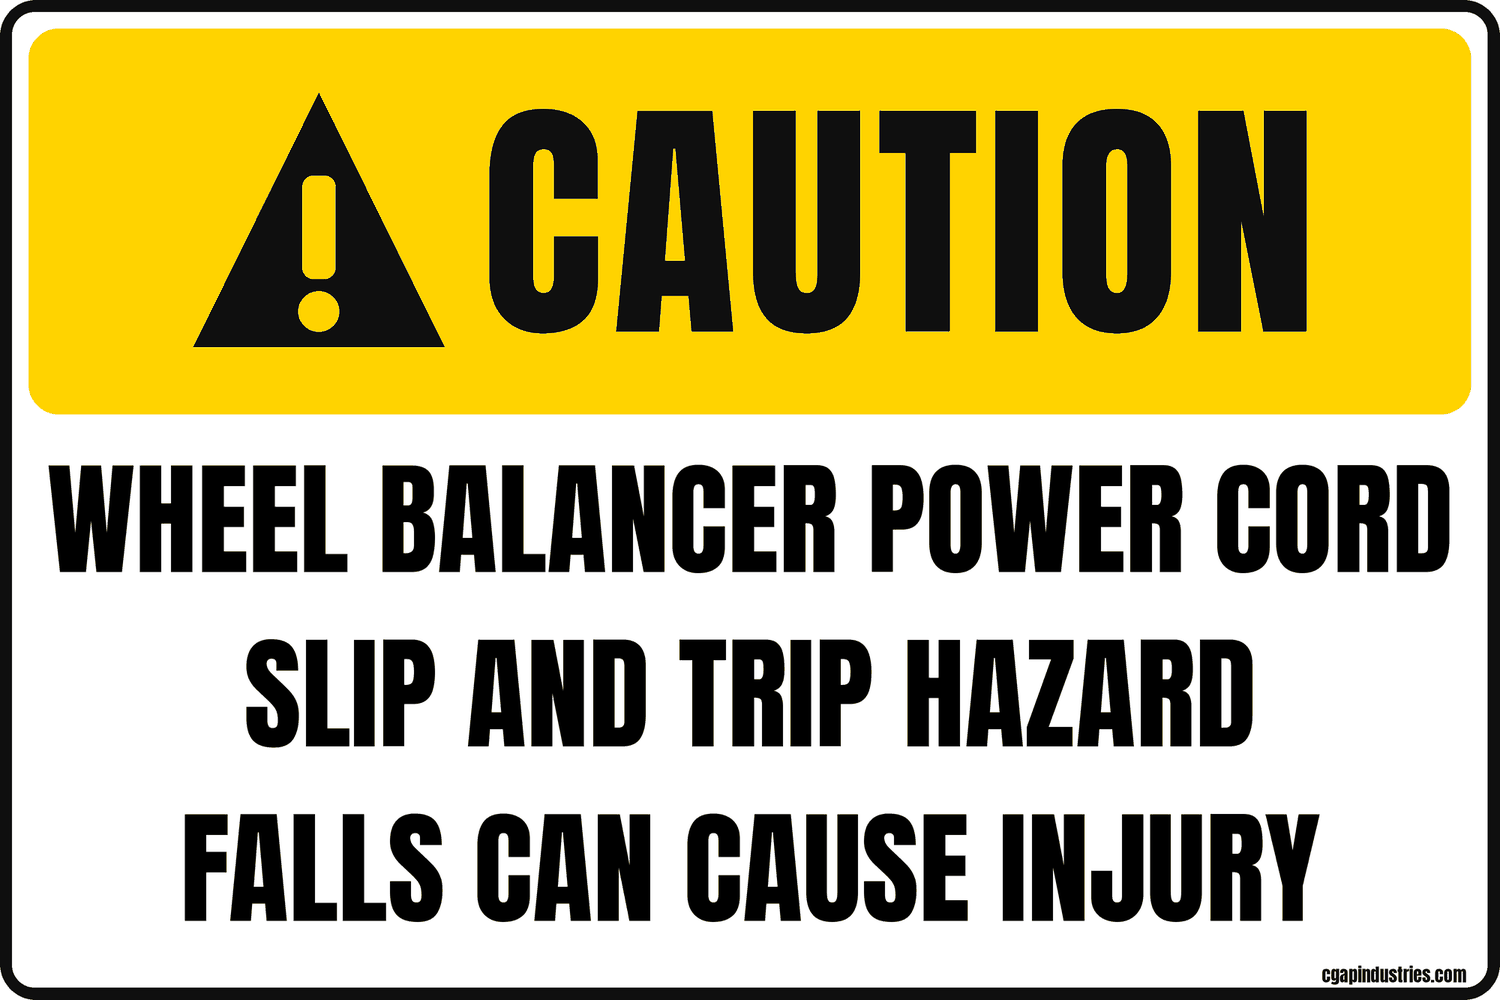 CAUTION
WHEEL BALANCER POWER CORD
SLIP AND TRIP HAZARD
FALLS CAN CAUSE INJURY
cgapindustries.com